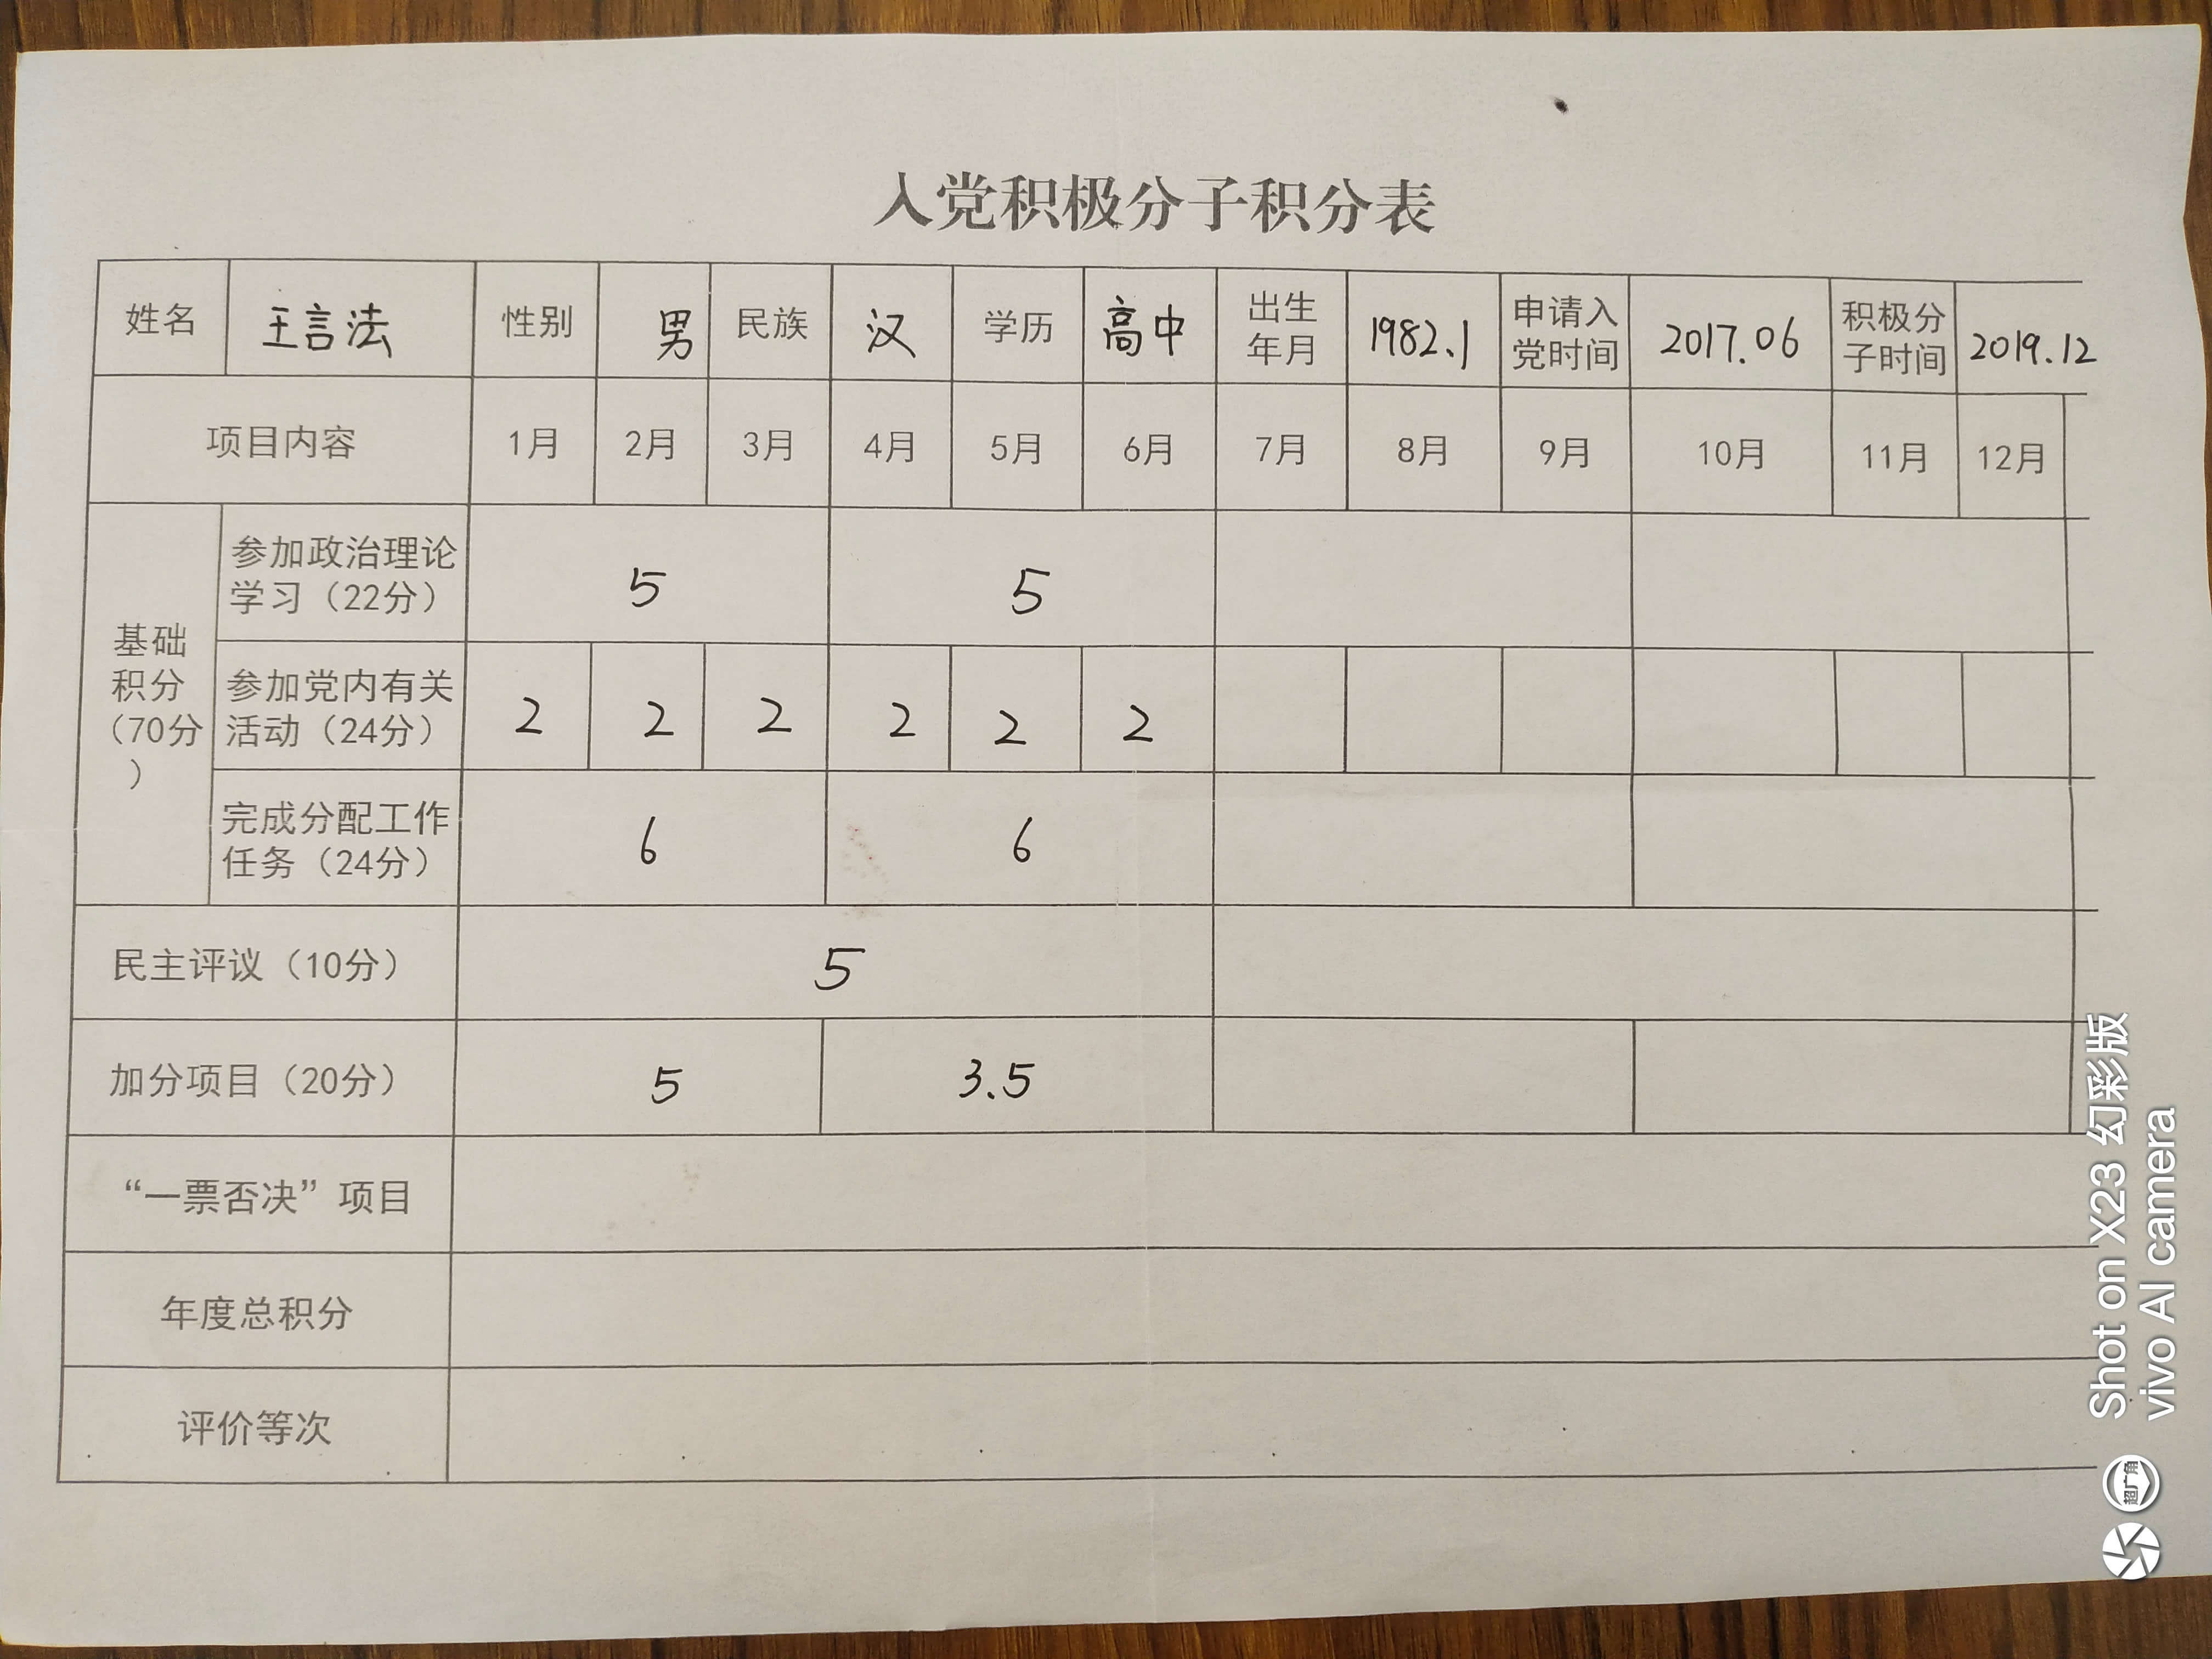 入党积极分子积分表
姓名 王言法 性别 男 民族 汉 学历 高中 出生年月 1982.1 申请入党时间 2017.06 积极分子时间 2019.12
项目内容 1月 2月 3月 4月 5月 6月 7月 8月 9月 10月 11月 12月
基础积分（70分）
参加政治理论学习（22分） 5 5
参加党内有关活动（24分） 2 2 2 2 2 2
完成分配工作任务（24分） 6 6
民主评议（10分） 5
加分项目（20分） 5 3.5
“一票否决”项目
年度总积分
评价等次
Shot on X23 幻彩版
vivo AI camera
超广角